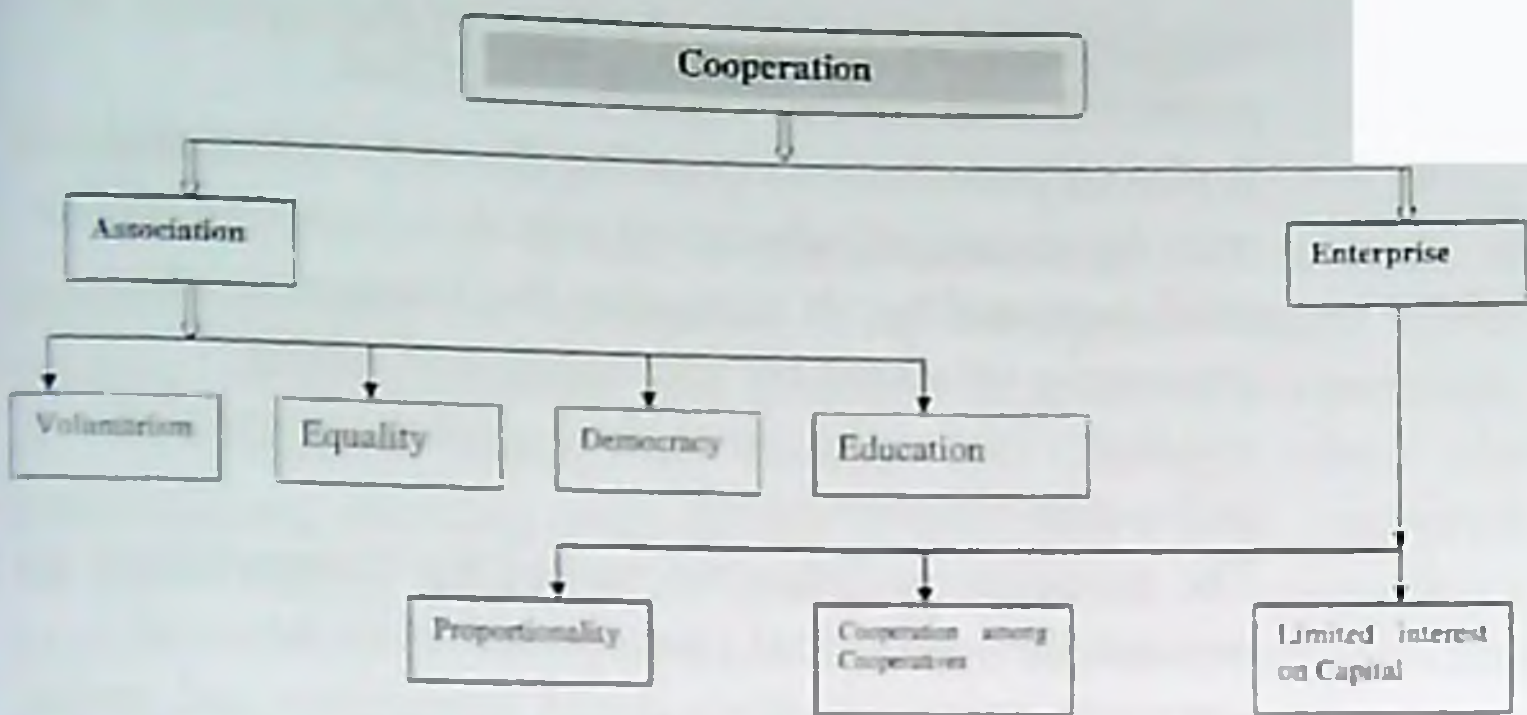 Cooperation
Association
Enterprise
Voluntarism
Equality
Democracy
Education
Proportionality
Cooperation among
Cooperatives
Limited interest
on Capital